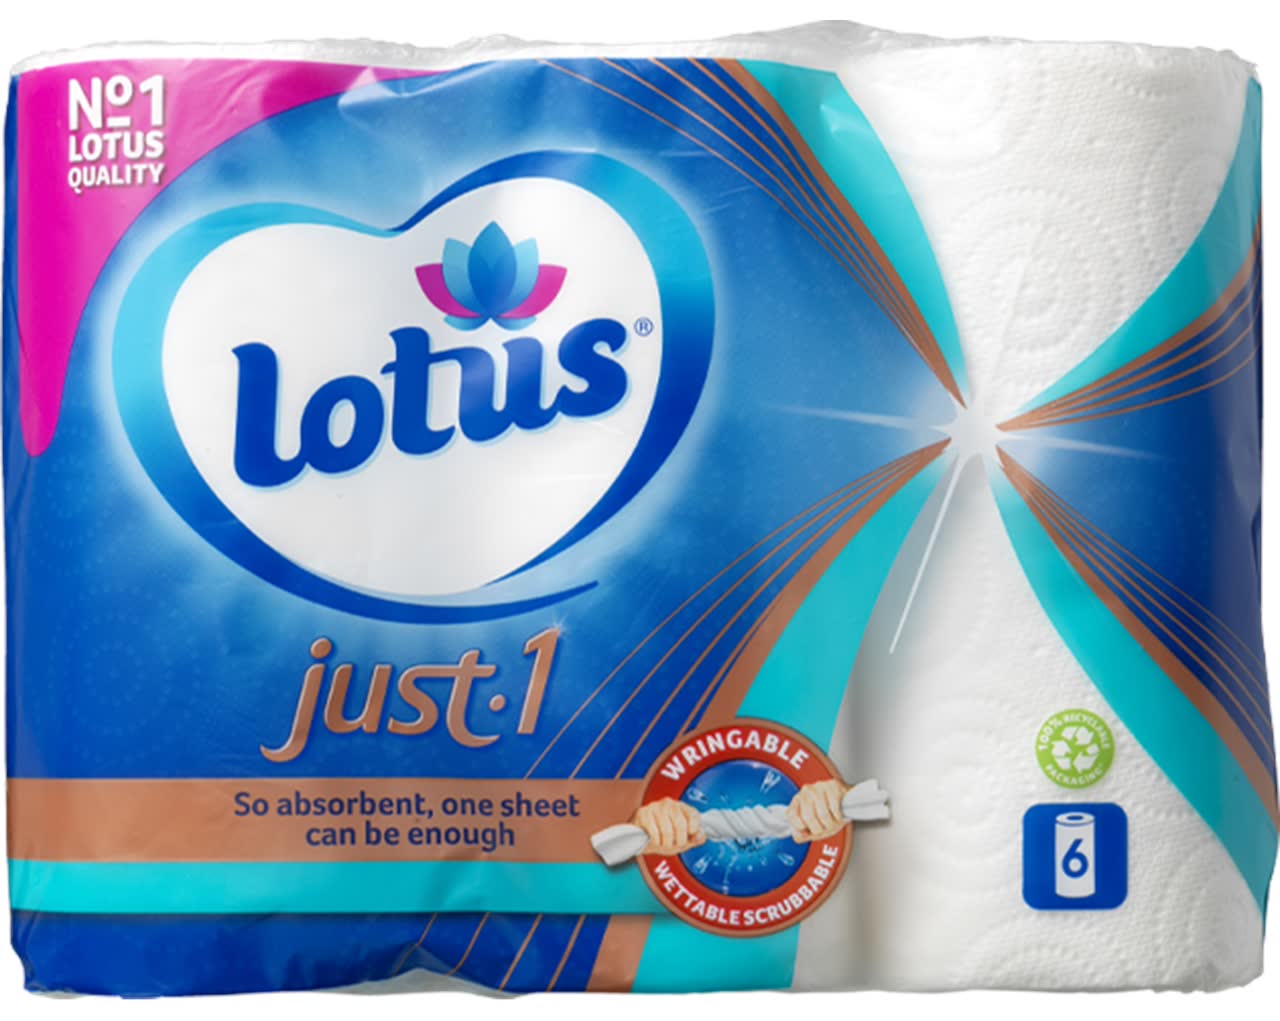 Nº1
LOTUS
QUALITY
lotus®
just·1
So absorbent, one sheet
can be enough
WRINGABLE
WETTABLE SCRUBBABLE
100% RECYCLABLE
PACKAGING
6